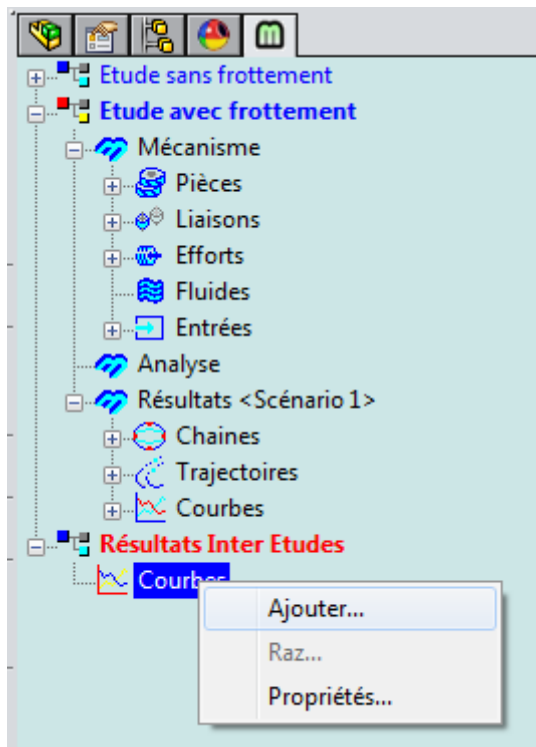 Etude sans frottement
Etude avec frottement
Mécanisme
Pièces
Liaisons
Efforts
Fluides
Entrées
Analyse
Résultats <Scénario 1>
Chaines
Trajectoires
Courbes
Résultats Inter Etudes
Courbes
Ajouter...
Raz...
Propriétés...